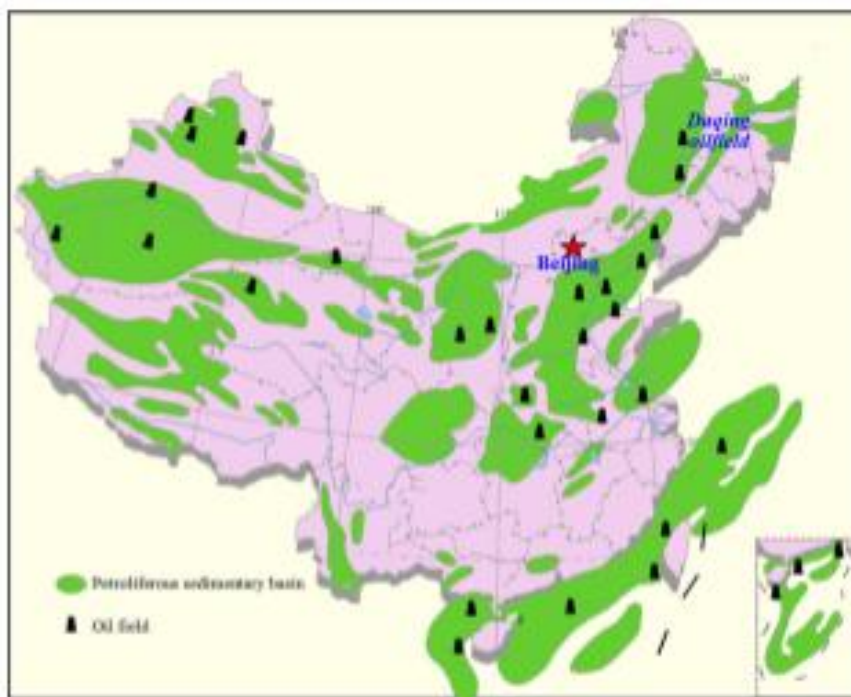 Daqing
oilfield
Beijing
Petroliferous sedimentary basin
Oil field